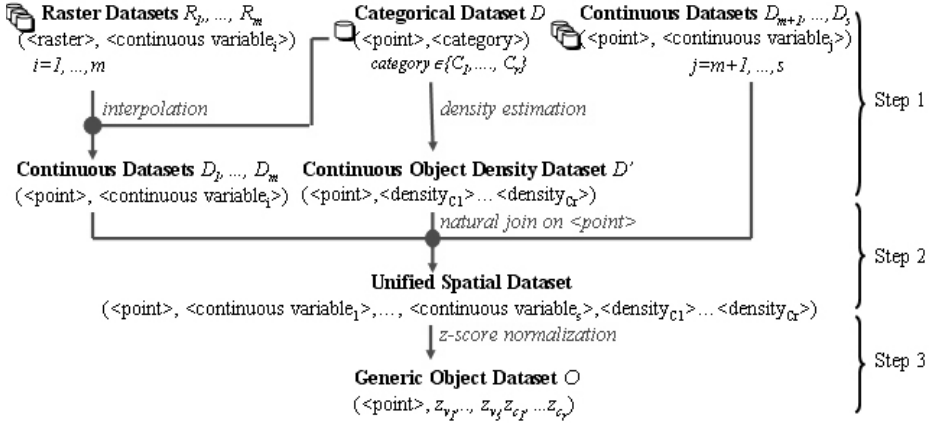 Raster Datasets R1,, ..., Rm
(<raster>, <continuous variablei>)
i=1, ...,m
Categorical Dataset D
(<point>,<category>)
category ∈{C1,...., Cr}
Continuous Datasets Dm+1, ..., Ds
(<point>, <continuous variablej>)
j=m+1, ...,s
interpolation
density estimation
Step 1
Continuous Datasets D1, ..., Dm
(<point>, <continuous variablei>)
Continuous Object Density Dataset D'
(<point>,<densityC1>... <densityCr>)
natural join on <point>
Step 2
Unified Spatial Dataset
(<point>, <continuous variable1>,..., <continuous variables>,<densityC1>... <densityCr>)
z-score normalization
Step 3
Generic Object Dataset O
(<point>, zv1,..., zvs,zc1, ...zcr)